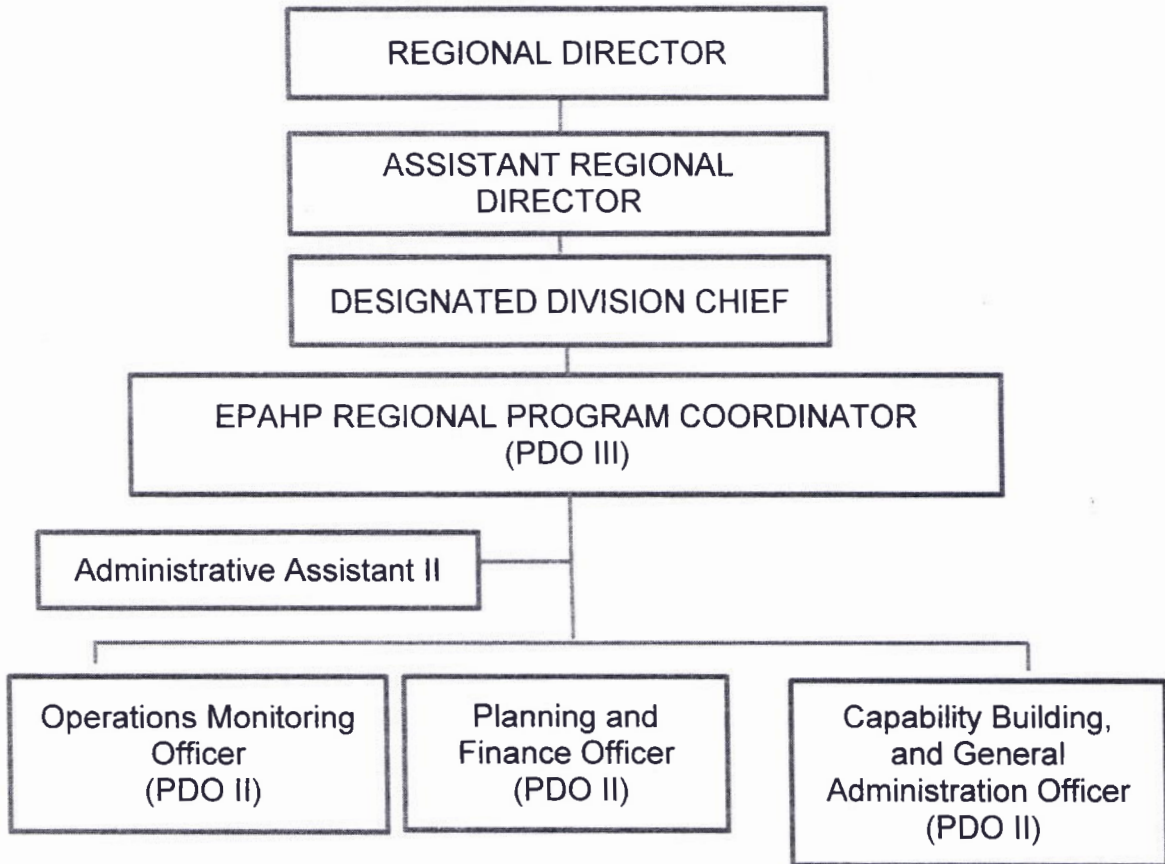 REGIONAL DIRECTOR
ASSISTANT REGIONAL
DIRECTOR
DESIGNATED DIVISION CHIEF
EPAHP REGIONAL PROGRAM COORDINATOR
(PDO III)
Administrative Assistant II
Operations Monitoring
Officer
(PDO II)
Planning and
Finance Officer
(PDO II)
Capability Building,
and General
Administration Officer
(PDO II)